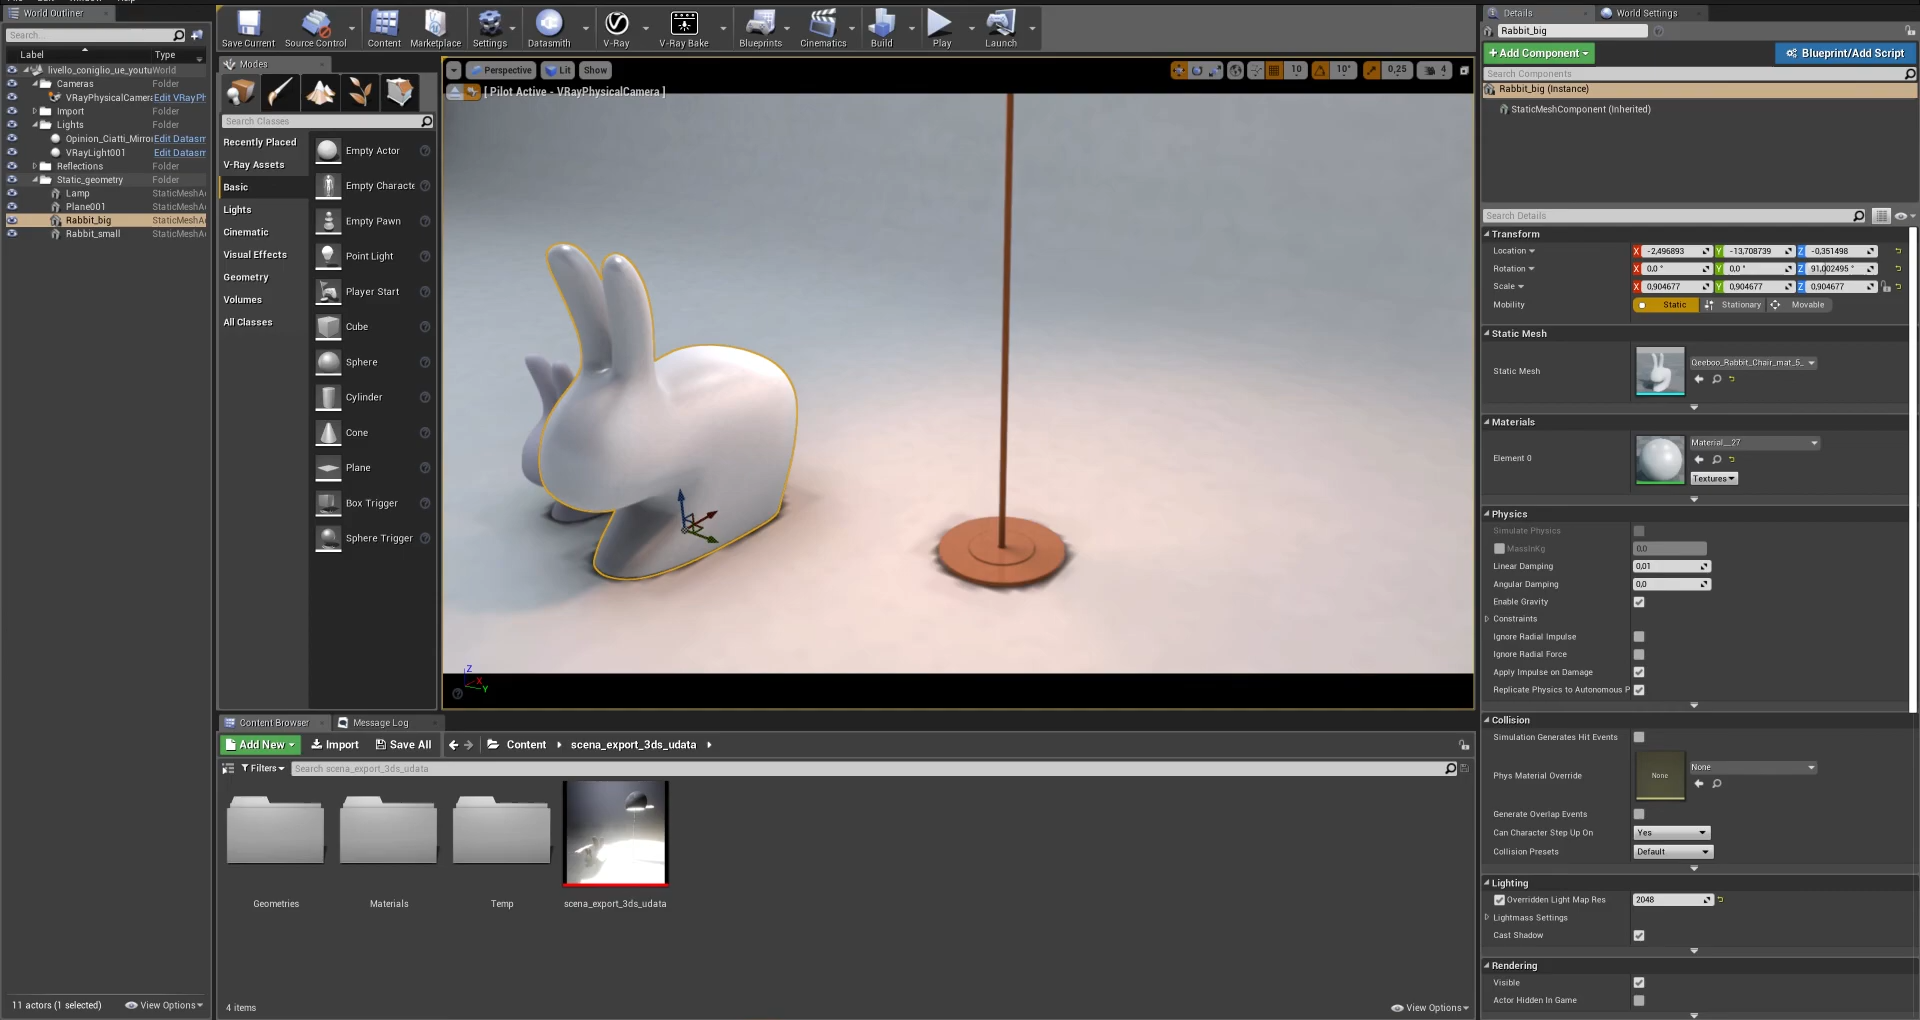 World Outliner
Search...
Label
Type
livello_coniglio_ue_youtu World
Cameras Folder
VRayPhysicalCamera Edit VRayPh
Import Folder
Lights Folder
Opinion_Ciatti_Mirro Edit Datasm
VRayLight001 Edit Datasm
Reflections Folder
Static_geometry Folder
Lamp StaticMeshA
Plane001 StaticMeshA
Rabbit_big StaticMeshA
Rabbit_small StaticMeshA
11 actors (1 selected)
View Options
Save Current
Source Control
Content
Marketplace
Settings
Datasmith
V-Ray
V-Ray Bake
Blueprints
Cinematics
Build
Play
Launch
Modes
Search Classes
Recently Placed
V-Ray Assets
Basic
Lights
Cinematic
Visual Effects
Geometry
Volumes
All Classes
Empty Actor
Empty Characte
Empty Pawn
Point Light
Player Start
Cube
Sphere
Cylinder
Cone
Plane
Box Trigger
Sphere Trigger
Perspective
Lit
Show
10
10°
0,25
4
[ Pilot Active - VRayPhysicalCamera ]
Z
X
Y
Content Browser
Message Log
Add New
Import
Save All
Content
scena_export_3ds_udata
Filters
Search scena_export_3ds_udata
Geometries
Materials
Temp
scena_export_3ds_udata
4 items
View Options
Details
World Settings
Rabbit_big
+Add Component
Blueprint/Add Script
Search Components
Rabbit_big (Instance)
StaticMeshComponent (Inherited)
Search Details
Transform
Location X -2,496893 Y -13,708739 Z -0,351498
Rotation X 0,0 ° Y 0,0 ° Z 91,002495 °
Scale X 0,904677 Y 0,904677 Z 0,904677
Mobility Static Stationary Movable
Static Mesh
Static Mesh
Qeeboo_Rabbit_Chair_mat_5_
Materials
Element 0
Material__27
Textures
Physics
Simulate Physics
MassInKg 0,0
Linear Damping 0,01
Angular Damping 0,0
Enable Gravity
Constraints
Ignore Radial Impulse
Ignore Radial Force
Apply Impulse on Damage
Replicate Physics to Autonomous P
Collision
Simulation Generates Hit Events
Phys Material Override
None
None
Generate Overlap Events
Can Character Step Up On Yes
Collision Presets Default
Lighting
Overridden Light Map Res 2048
Lightmass Settings
Cast Shadow
Rendering
Visible
Actor Hidden In Game